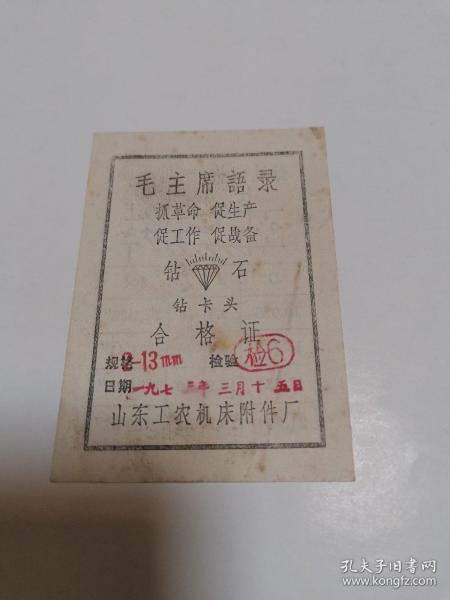 毛主席語录
抓革命 促生产
促工作 促战备
钻石
钻卡头
合格证
规格2-13mm 检验 检6
日期一九七三年三月十五日
山东工农机床附件厂
孔夫子旧书网
www.kongfz.com